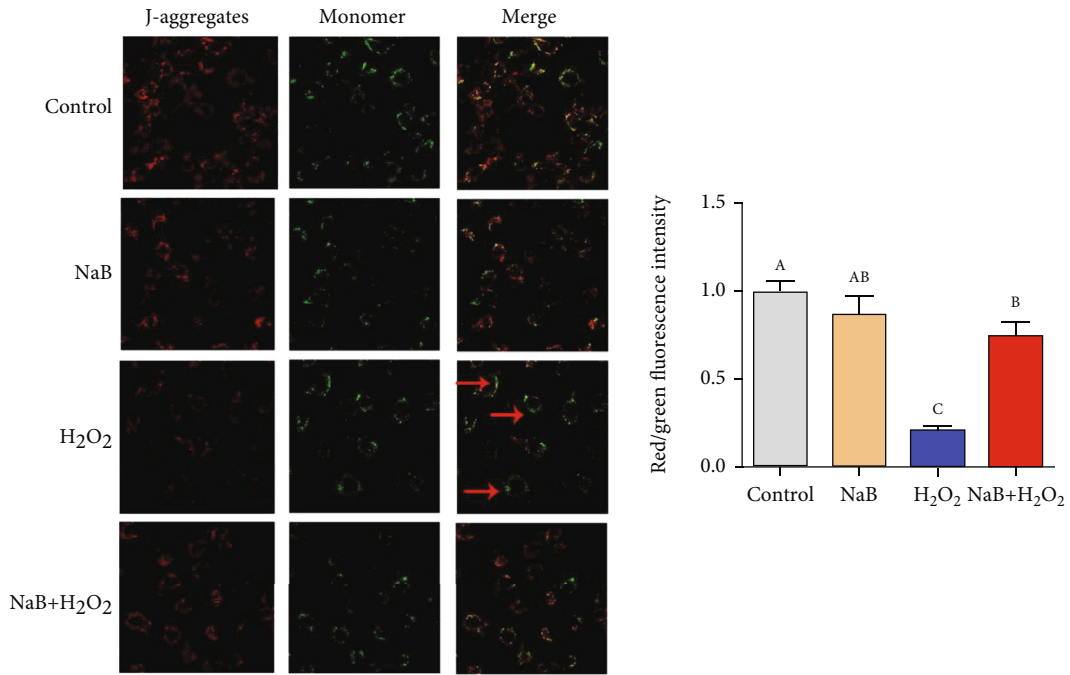 J-aggregates Monomer Merge
Control
NaB
H₂O₂
NaB+H₂O₂
Red/green fluorescence intensity
1.5
1.0
0.5
0.0
A
AB
C
B
Control NaB H₂O₂ NaB+H₂O₂